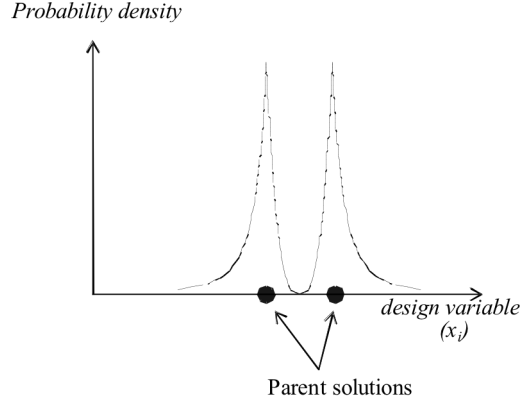 Probability density
design variable
(xi)
Parent solutions